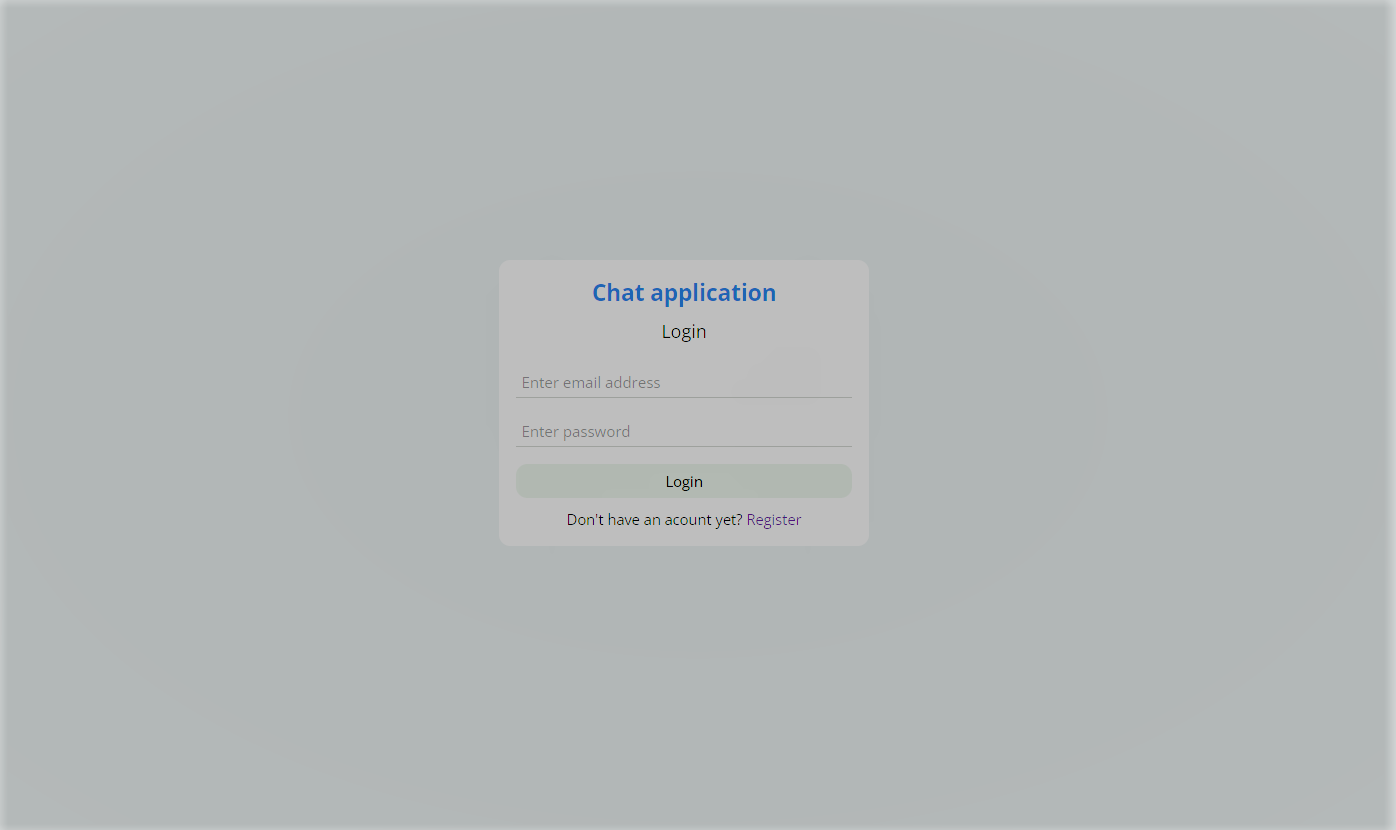 Chat application
Login
Enter email address
Enter password
Login
Don't have an acount yet? Register